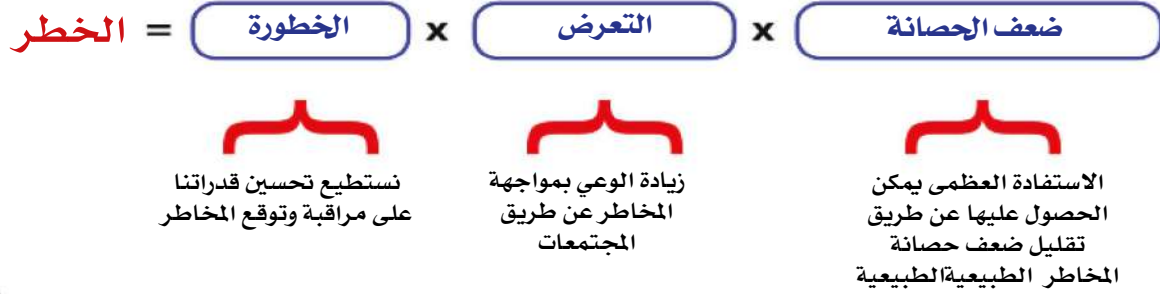 الخطر = الخطورة x التعرض x ضعف الحصانة
نستطيع تحسين قدراتنا
على مراقبة وتوقع المخاطر
زيادة الوعي بمواجهة
المخاطر عن طريق
المجتمعات
الاستفادة العظمى يمكن
الحصول عليها عن طريق
تقليل ضعف حصانة
المخاطر الطبيعيةالطبيعية